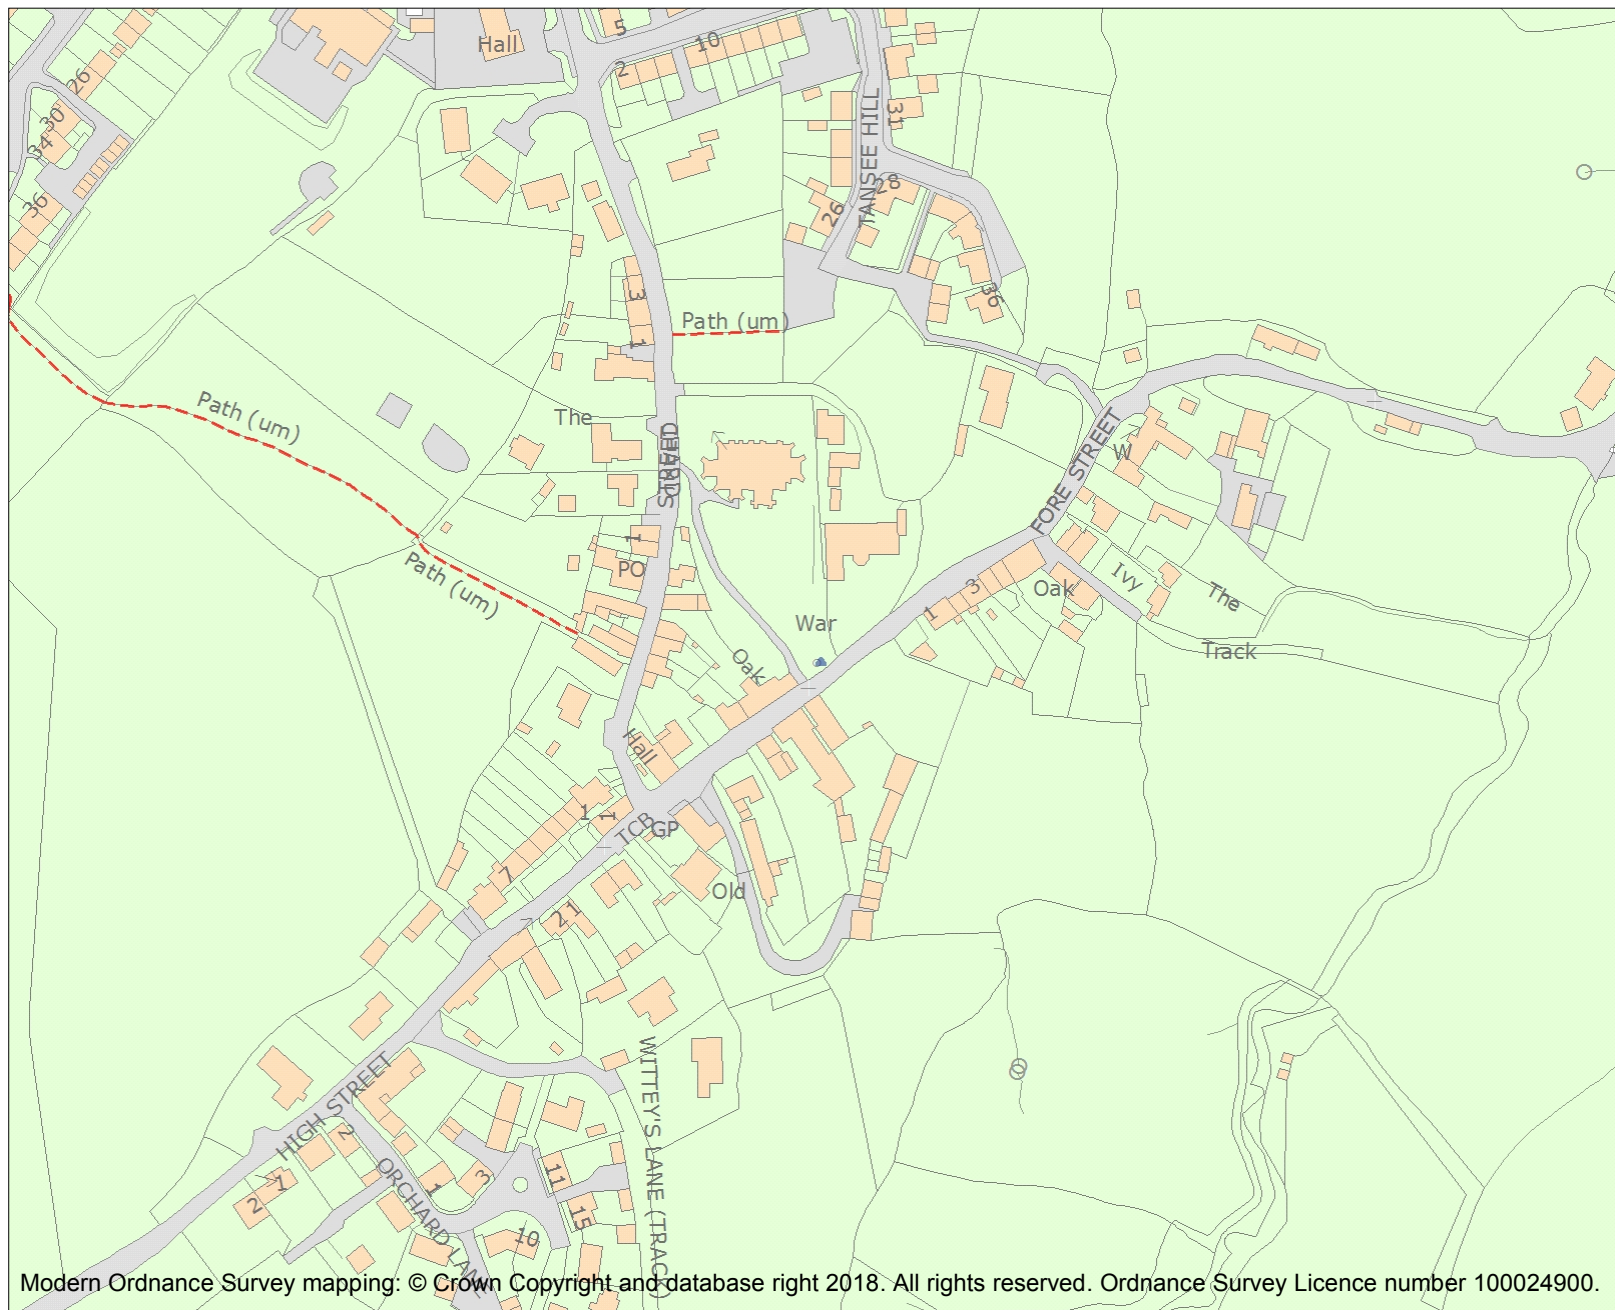 Hall
5
10
2
26
30
34
36
31
TANSEE HILL
28
26
36
3
1
Path (um)
Path (um)
The
STREET
FORE STREET
W
1
PO
Path (um)
3
1
Oak
Ivy
The
War
Oak
Track
Hall
1
1
TCB
GP
7
Old
21
HIGH STREET
WITTEY'S LANE (TRACK)
2
ORCHARD LANE
1
2
1
3
11
15
10
Modern Ordnance Survey mapping: © Crown Copyright and database right 2018. All rights reserved. Ordnance Survey Licence number 100024900.